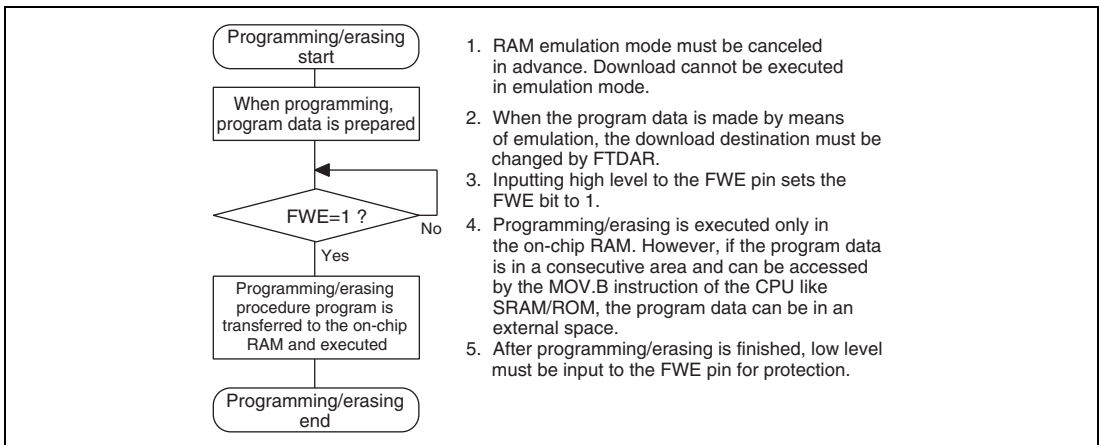 Programming/erasing
start
When programming,
program data is prepared
FWE=1 ?
No
Yes
Programming/erasing
procedure program is
transferred to the on-chip
RAM and executed
Programming/erasing
end
1. RAM emulation mode must be canceled
in advance. Download cannot be executed
in emulation mode.
2. When the program data is made by means
of emulation, the download destination must be
changed by FTDAR.
3. Inputting high level to the FWE pin sets the
FWE bit to 1.
4. Programming/erasing is executed only in
the on-chip RAM. However, if the program data
is in a consecutive area and can be accessed
by the MOV.B instruction of the CPU like
SRAM/ROM, the program data can be in an
external space.
5. After programming/erasing is finished, low level
must be input to the FWE pin for protection.